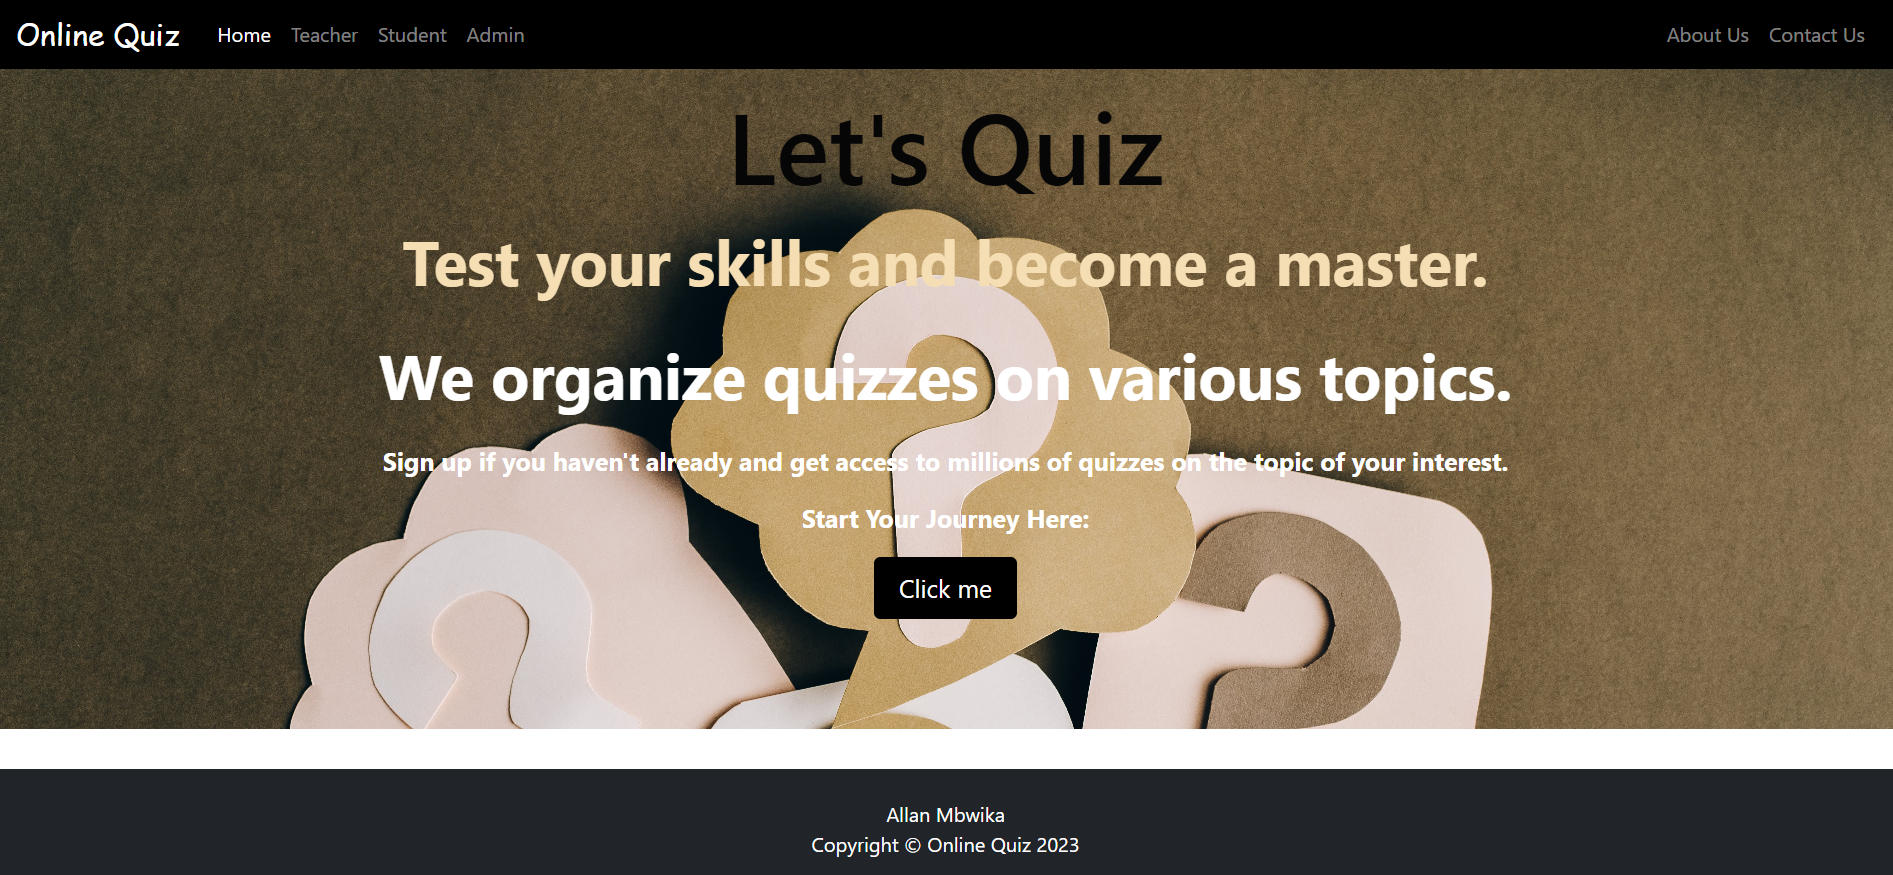 Online Quiz Home Teacher Student Admin About Us Contact Us
Let's Quiz
Test your skills and become a master.
We organize quizzes on various topics.
Sign up if you haven't already and get access to millions of quizzes on the topic of your interest.
Start Your Journey Here:
Click me
Allan Mbwika
Copyright © Online Quiz 2023